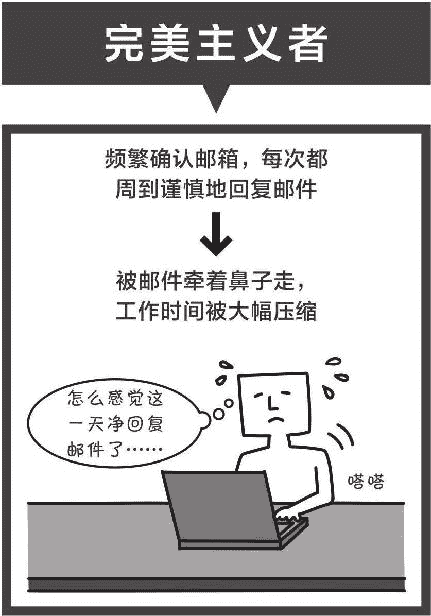 完美主义者
频繁确认邮箱，每次都
周到谨慎地回复邮件
被邮件牵着鼻子走，
工作时间被大幅压缩
怎么感觉这
一天净回复
邮件了……
嗒嗒